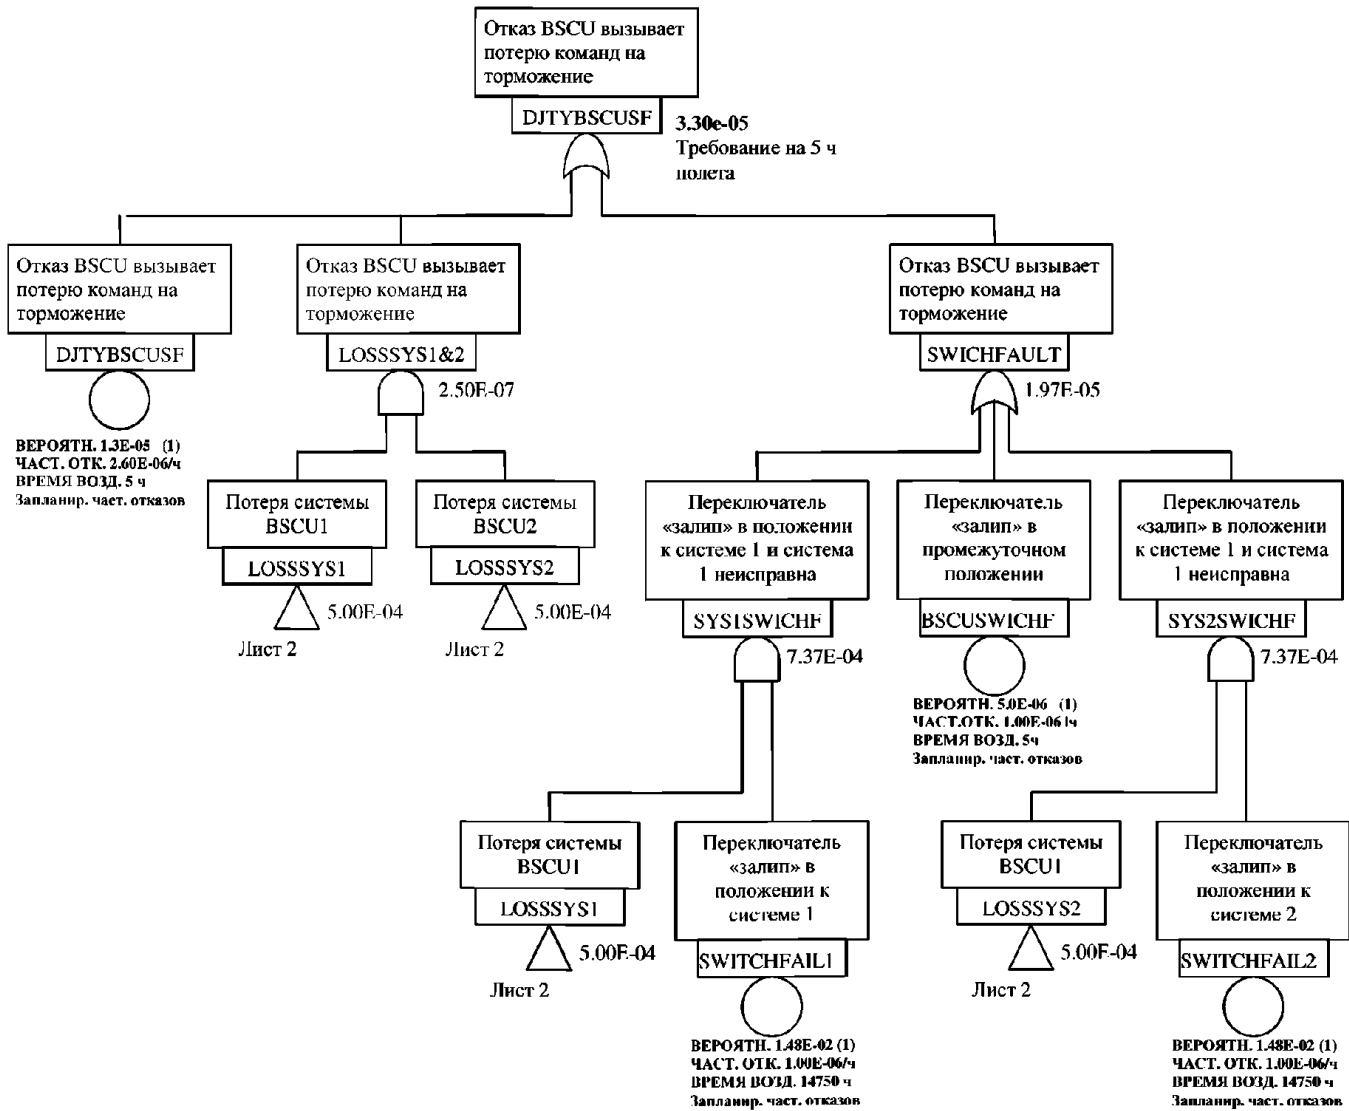 Отказ BSCU вызывает
потерю команд на
торможение
DJTYBSCUSF
3.30e-05
Требование на 5 ч
полета
Отказ BSCU вызывает
потерю команд на
торможение
DJTYBSCUSF
ВЕРОЯТН. 1.3E-05 (1)
ЧАСТ. ОТК. 2.60E-06/ч
ВРЕМЯ ВОЗД. 5 ч
Запланир. част. отказов
Отказ BSCU вызывает
потерю команд на
торможение
LOSSSYS1&2
2.50E-07
Отказ BSCU вызывает
потерю команд на
торможение
SWICHFAULT
1.97E-05
Потеря системы
BSCU1
LOSSSYS1
5.00E-04
Лист 2
Потеря системы
BSCU2
LOSSSYS2
5.00E-04
Лист 2
Переключатель
«залип» в положении
к системе 1 и система
1 неисправна
SYS1SWICHF
7.37E-04
Переключатель
«залип» в
промежуточном
положении
BSCUSWICHF
ВЕРОЯТН. 5.0E-06 (1)
ЧАСТ.ОТК. 1.00E-06 /ч
ВРЕМЯ ВОЗД. 5ч
Запланир. част. отказов
Переключатель
«залип» в положении
к системе 1 и система
1 неисправна
SYS2SWICHF
7.37E-04
Потеря системы
BSCU1
LOSSSYS1
5.00E-04
Лист 2
Переключатель
«залип» в
положении к
системе 1
SWITCHFAIL1
ВЕРОЯТН. 1.48E-02 (1)
ЧАСТ. ОТК. 1.00E-06/ч
ВРЕМЯ ВОЗД. 14750 ч
Запланир. част. отказов
Потеря системы
BSCU1
LOSSSYS2
5.00E-04
Лист 2
Переключатель
«залип» в
положении к
системе 2
SWITCHFAIL2
ВЕРОЯТН. 1.48E-02 (1)
ЧАСТ. ОТК. 1.00E-06/ч
ВРЕМЯ ВОЗД. 14750 ч
Запланир. част. отказов